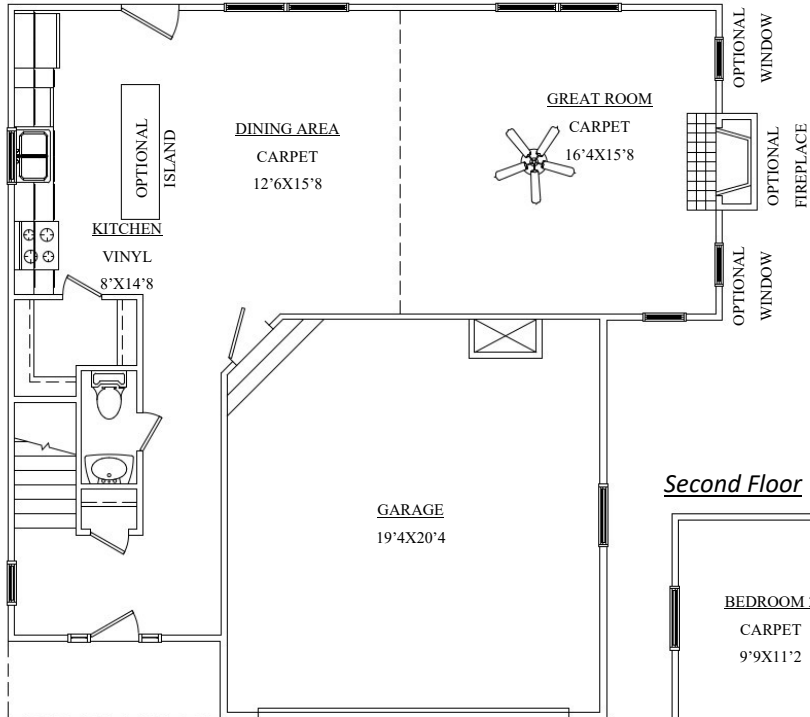 OPTIONAL
WINDOW
GREAT ROOM
CARPET
16'4X15'8
DINING AREA
CARPET
12'6X15'8
OPTIONAL
ISLAND
OPTIONAL
FIREPLACE
KITCHEN
VINYL
8'X14'8
OPTIONAL
WINDOW
Second Floor
GARAGE
19'4X20'4
BEDROOM
CARPET
9'9X11'2